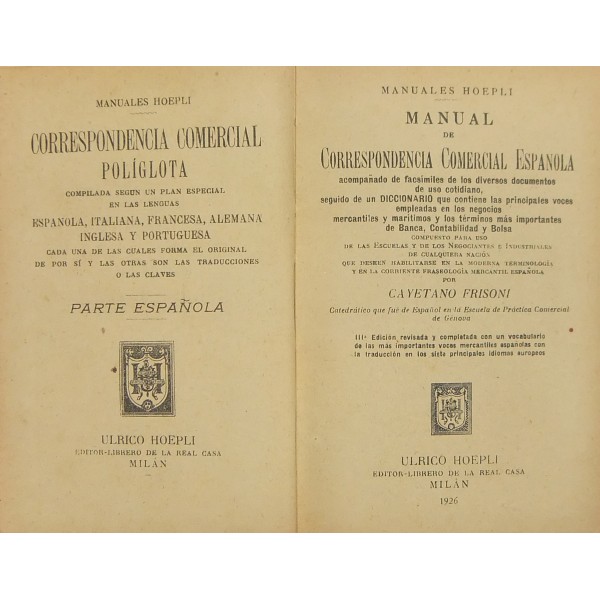 MANUALES HOEPLI
CORRESPONDENCIA COMERCIAL
POLÍGLOTA
COMPILADA SEGÚN UN PLAN ESPECIAL
EN LAS LENGUAS
ESPAÑOLA, ITALIANA, FRANCESA, ALEMANA
INGLESA Y PORTUGUESA
CADA UNA DE LAS CUALES FORMA EL ORIGINAL
DE POR SÍ Y LAS OTRAS SON LAS TRADUCCIONES
O LAS CLAVES
PARTE ESPAÑOLA
ULRICO HOEPLI
EDITOR-LIBRERO DE LA REAL CASA
MILÁN
MANUALES HOEPLI
MANUAL
DE
CORRESPONDENCIA COMERCIAL ESPAÑOLA
acompañado de facsímiles de los diversos documentos
de uso cotidiano,
seguido de un DICCIONARIO que contiene las principales voces
empleadas en los negocios
mercantiles y marítimos y los términos más importantes
de Banca, Contabilidad y Bolsa
COMPUESTO PARA USO
DE LAS ESCUELAS Y DE LOS NEGOCIANTES E INDUSTRIALES
DE CUALQUIERA NACIÓN
QUE DESEEN HABILITARSE EN LA MODERNA TERMINOLOGÍA
Y EN LA CORRIENTE FRASEOLOGÍA MERCANTIL ESPAÑOLA
POR
CAYETANO FRISONI
Catedrático que fué de Español en la Escuela de Práctica Comercial
de Génova
IIIª Edición, revisada y completada con un vocabulario
de las más importantes voces mercantiles españolas con
la traducción en los siete principales idiomas europeos
ULRICO HOEPLI
EDITOR-LIBRERO DE LA REAL CASA
MILÁN
1926